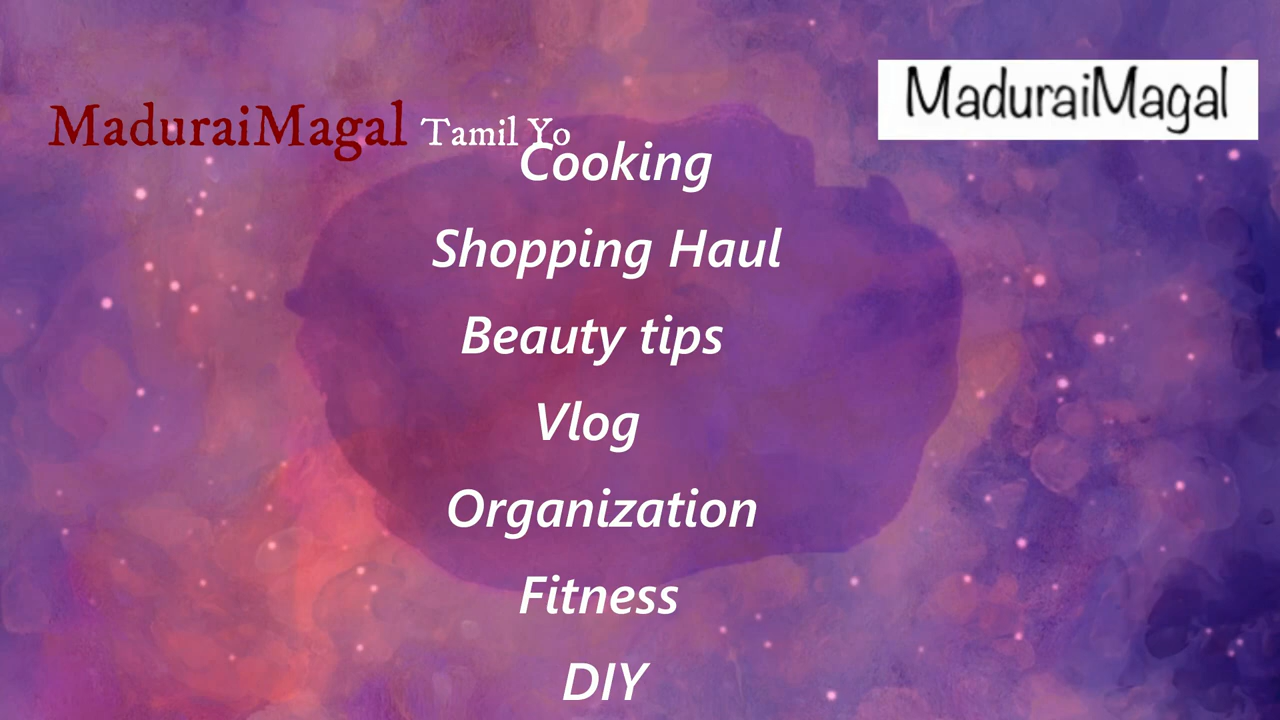 MaduraiMagal
MaduraiMagal Tamil Yo
Cooking
Shopping Haul
Beauty tips
Vlog
Organization
Fitness
DIY